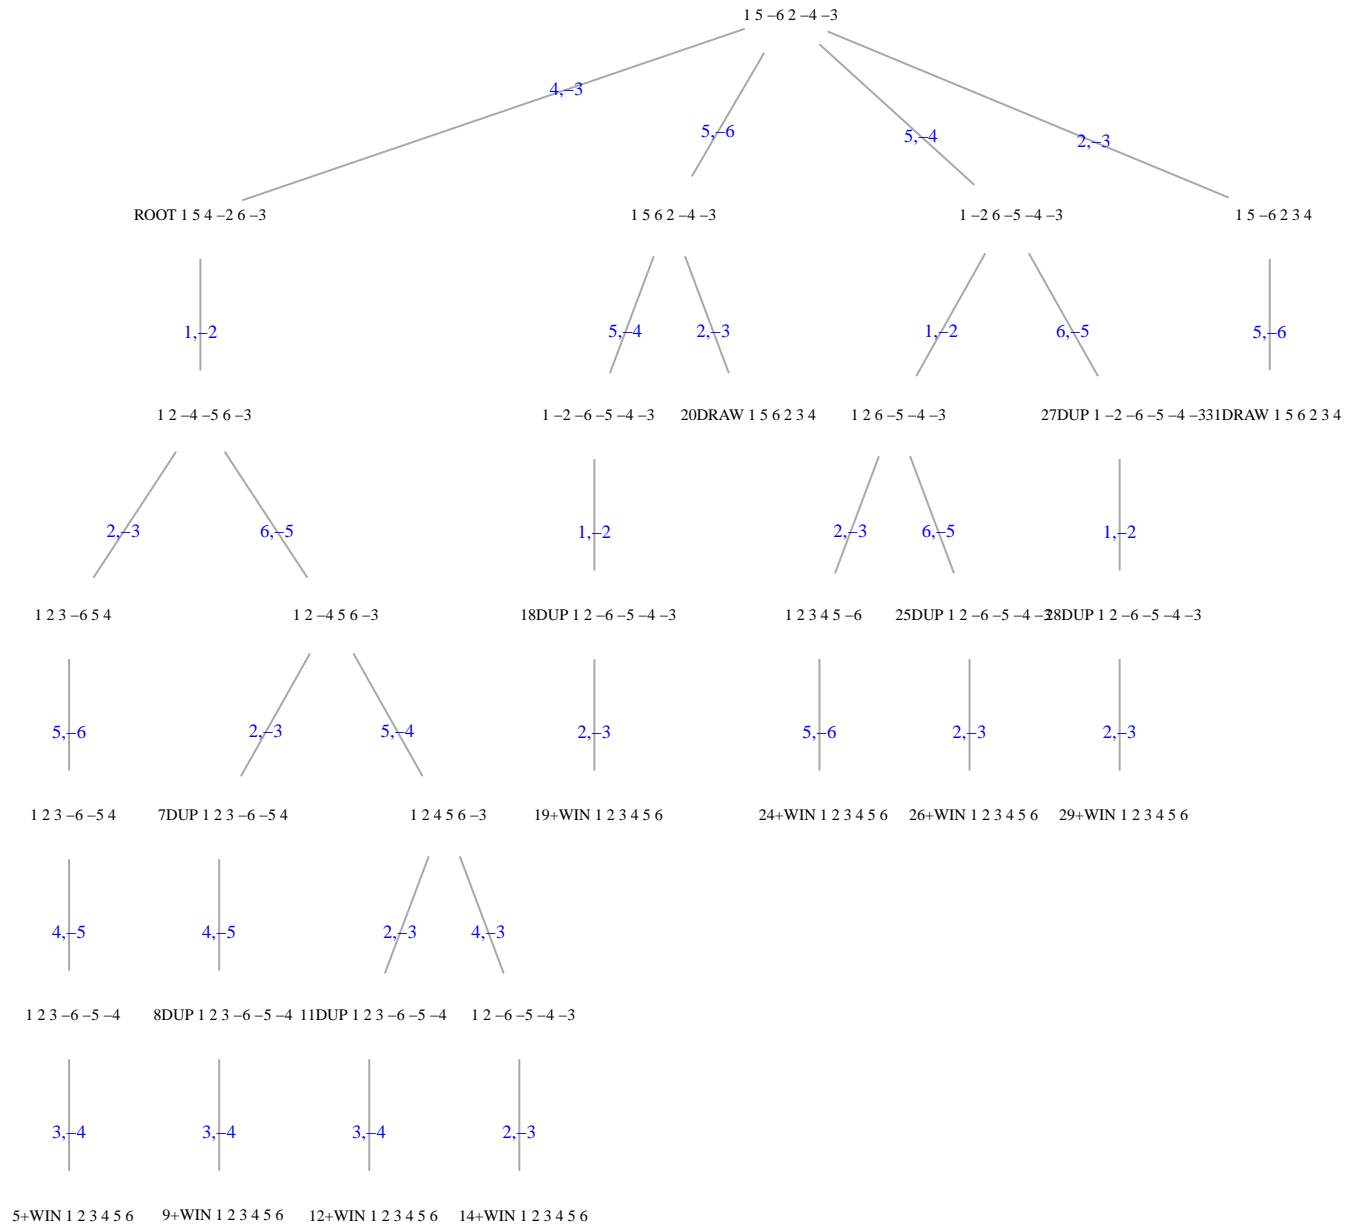 1 5 –6 2 –4 –3
4,–3
5,–6
5,–4
2,–3
ROOT 1 5 4 –2 6 –3
1 5 6 2 –4 –3
1 –2 6 –5 –4 –3
1 5 –6 2 3 4
1,–2
5,–4
2,–3
1,–2
6,–5
5,–6
1 2 –4 –5 6 –3
1 –2 –6 –5 –4 –3
20DRAW 1 5 6 2 3 4
1 2 6 –5 –4 –3
27DUP 1 –2 –6 –5 –4 –3
31DRAW 1 5 6 2 3 4
2,–3
6,–5
1,–2
2,–3
6,–5
1,–2
1 2 3 –6 5 4
1 2 –4 5 6 –3
18DUP 1 2 –6 –5 –4 –3
1 2 3 4 5 –6
25DUP 1 2 –6 –5 –4 –3
28DUP 1 2 –6 –5 –4 –3
5,–6
2,–3
5,–4
2,–3
5,–6
2,–3
2,–3
1 2 3 –6 –5 4
7DUP 1 2 3 –6 –5 4
1 2 4 5 6 –3
19+WIN 1 2 3 4 5 6
24+WIN 1 2 3 4 5 6
26+WIN 1 2 3 4 5 6
29+WIN 1 2 3 4 5 6
4,–5
4,–5
2,–3
4,–3
1 2 3 –6 –5 –4
8DUP 1 2 3 –6 –5 –4
11DUP 1 2 3 –6 –5 –4
1 2 –6 –5 –4 –3
3,–4
3,–4
3,–4
2,–3
5+WIN 1 2 3 4 5 6
9+WIN 1 2 3 4 5 6
12+WIN 1 2 3 4 5 6
14+WIN 1 2 3 4 5 6